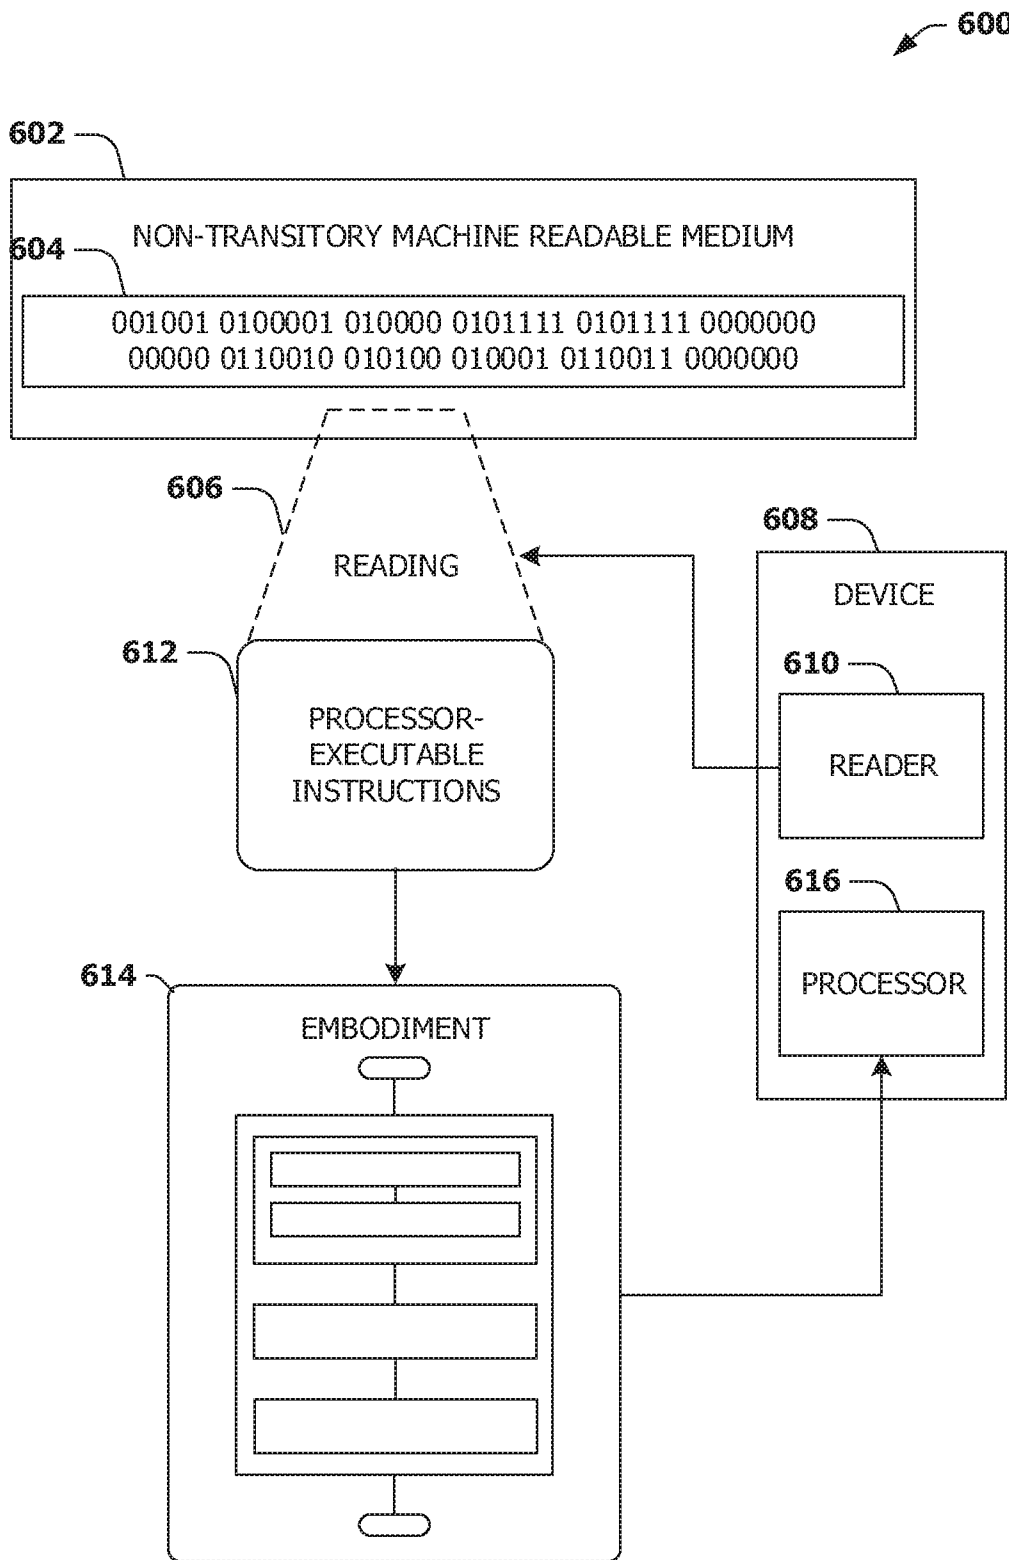 600
602
NON-TRANSITORY MACHINE READABLE MEDIUM
604
001001 0100001 010000 0101111 0101111 0000000
00000 0110010 010100 010001 0110011 0000000
606
READING
608
DEVICE
610
READER
612
PROCESSOR-
EXECUTABLE
INSTRUCTIONS
616
PROCESSOR
614
EMBODIMENT